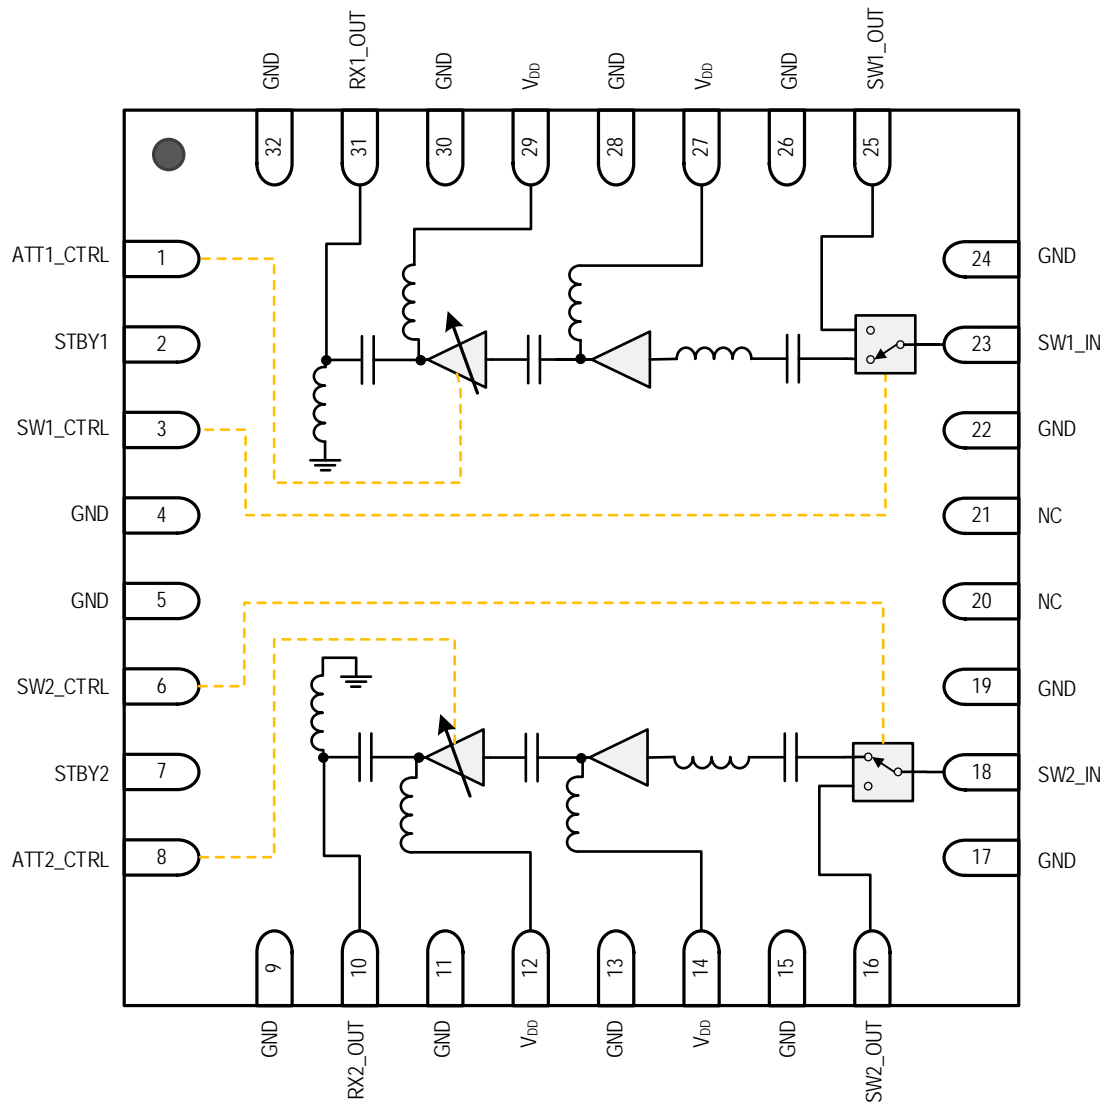 GND
RX1_OUT
GND
VDD
GND
VDD
GND
SW1_OUT
32
31
30
29
28
27
26
25
ATT1_CTRL
1
24
GND
STBY1
2
23
SW1_IN
SW1_CTRL
3
22
GND
GND
4
21
NC
GND
5
20
NC
SW2_CTRL
6
19
GND
STBY2
7
18
SW2_IN
ATT2_CTRL
8
17
GND
9
10
11
12
13
14
15
16
GND
RX2_OUT
GND
VDD
GND
VDD
GND
SW2_OUT